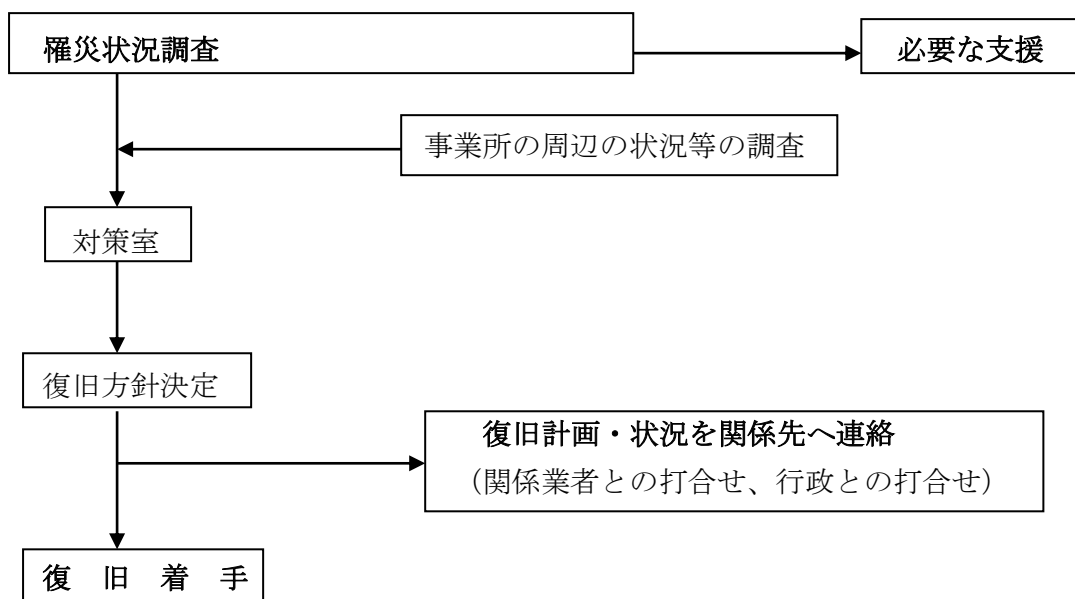 罹災状況調査
必要な支援
事業所の周辺の状況等の調査
対策室
復旧方針決定
復旧計画・状況を関係先へ連絡
（関係業者との打合せ、行政との打合せ）
復　旧　着　手